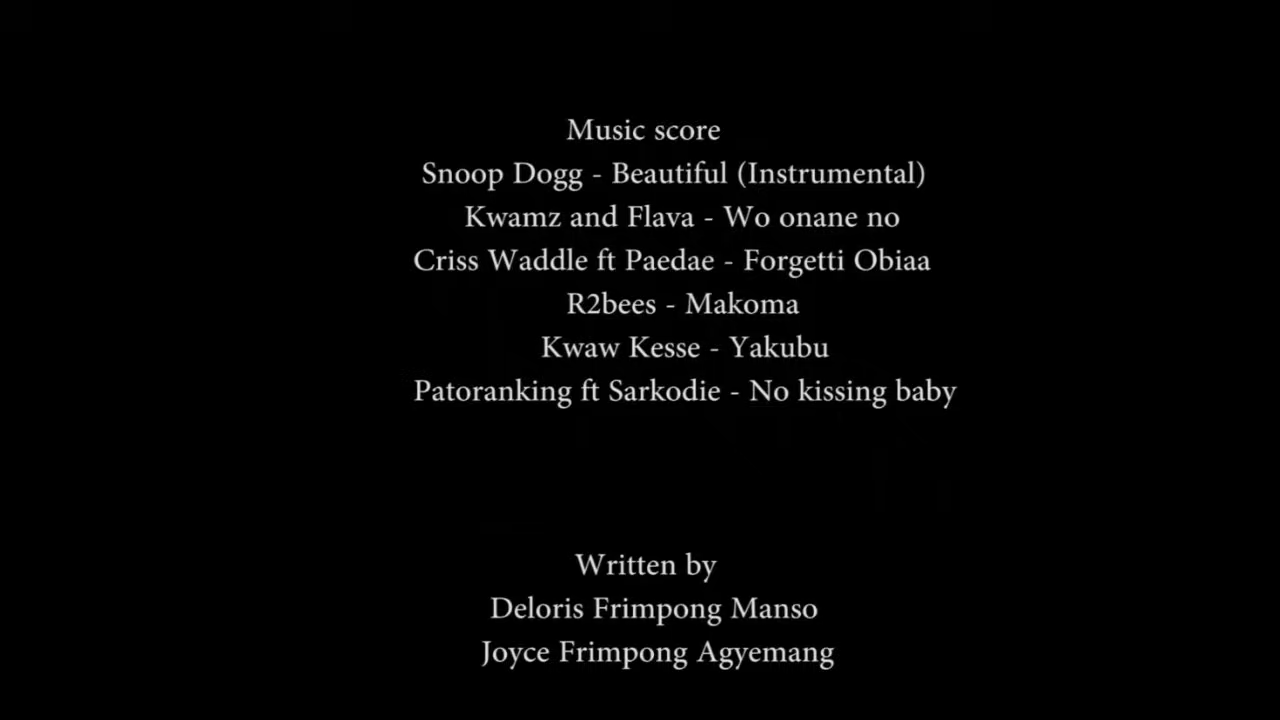 Music score
Snoop Dogg - Beautiful (Instrumental)
Kwamz and Flava - Wo onane no
Criss Waddle ft Paedae - Forgetti Obiaa
R2bees - Makoma
Kwaw Kesse - Yakubu
Patoranking ft Sarkodie - No kissing baby
Written by
Deloris Frimpong Manso
Joyce Frimpong Agyemang